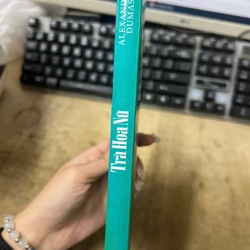 ALEXANDRE
DUMAS
Trà Hoa Nữ